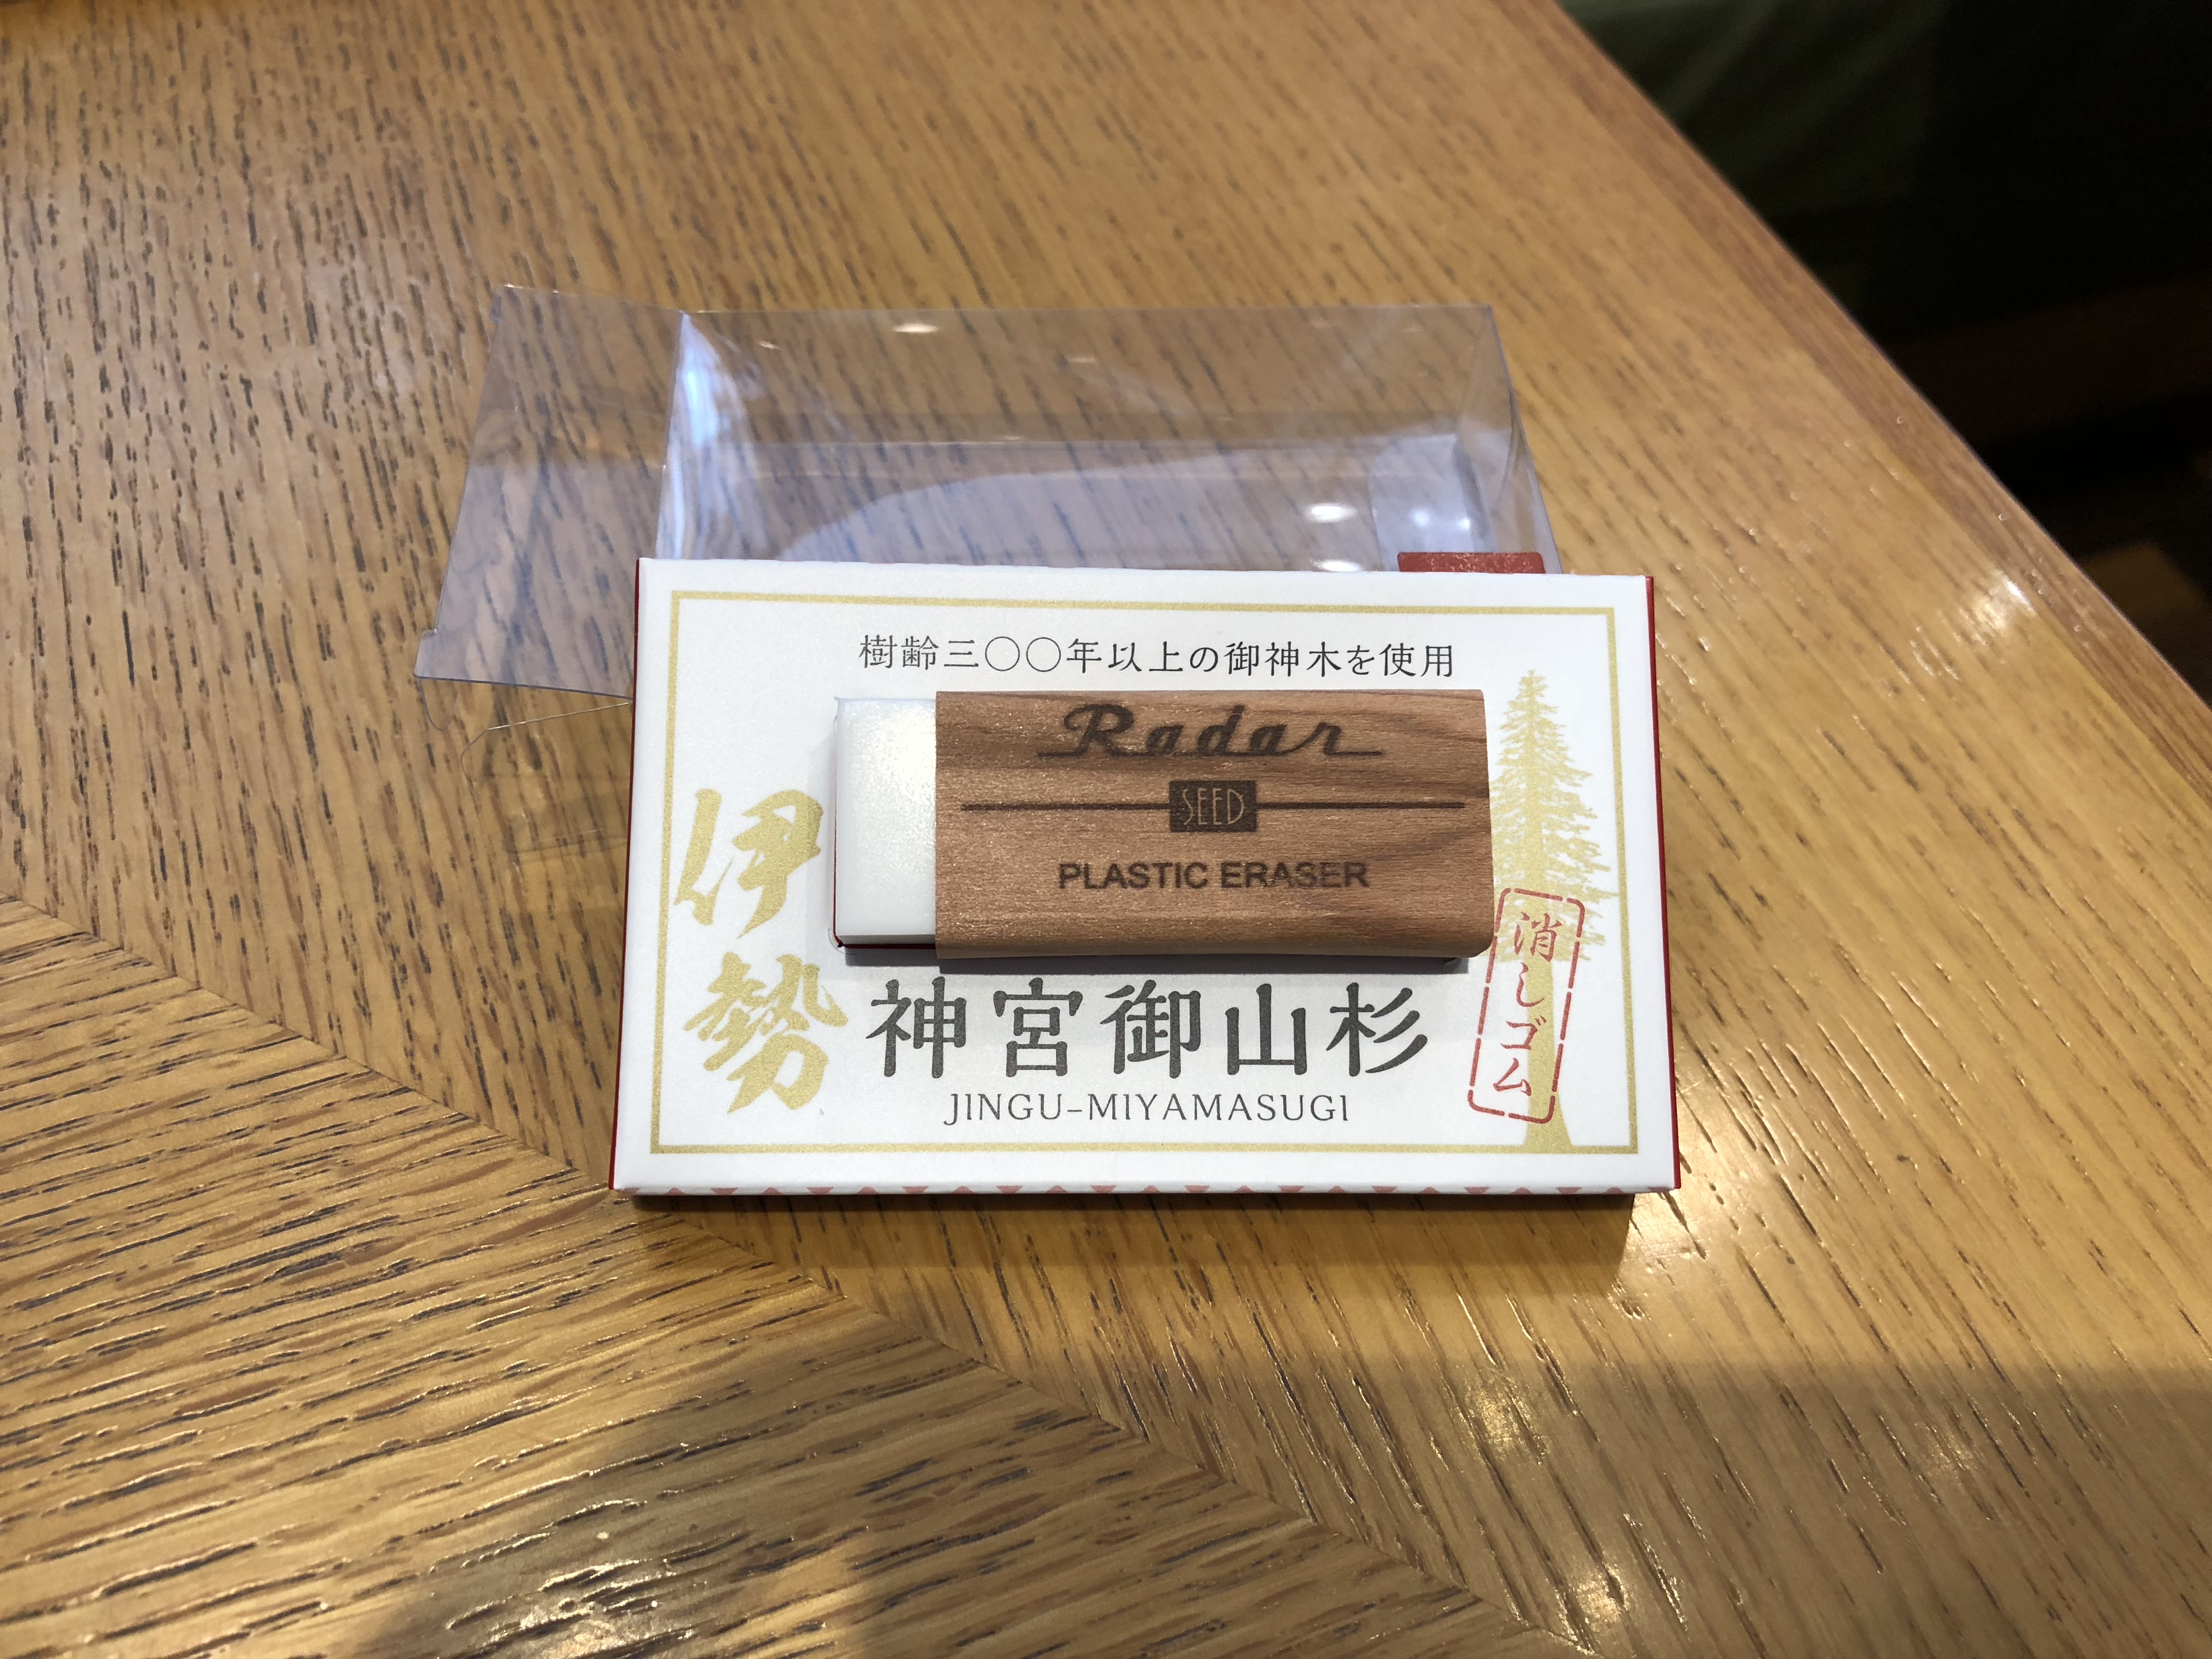 樹齢三〇〇年以上の御神木を使用
Radar
SEED
PLASTIC ERASER
伊勢
神宮御山杉
JINGU-MIYAMASUGI
消しゴム